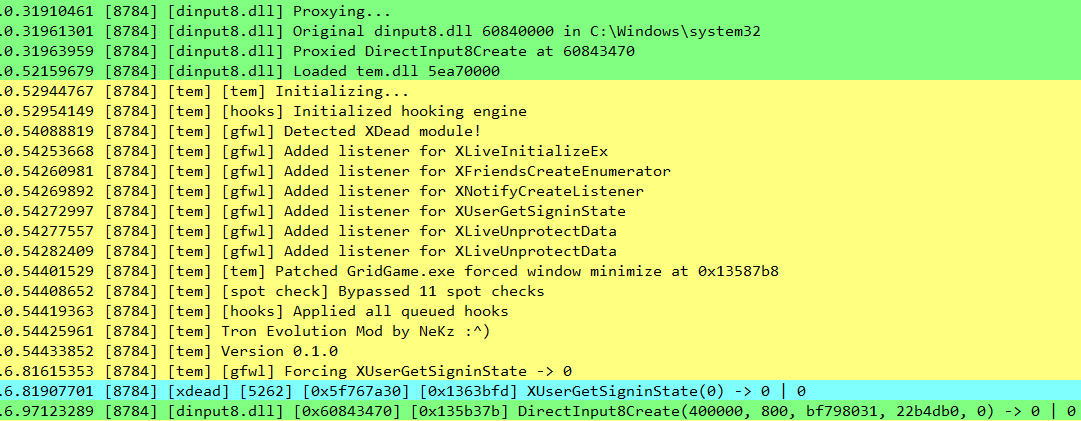 .0.31910461 [8784] [dinput8.dll] Proxying...
.0.31961301 [8784] [dinput8.dll] Original dinput8.dll 60840000 in C:\Windows\system32
.0.31963959 [8784] [dinput8.dll] Proxied DirectInput8Create at 60843470
.0.52159679 [8784] [dinput8.dll] Loaded tem.dll 5ea70000
.0.52944767 [8784] [tem] [tem] Initializing...
.0.52954149 [8784] [tem] [hooks] Initialized hooking engine
.0.54088819 [8784] [tem] [gfwl] Detected XDead module!
.0.54253668 [8784] [tem] [gfwl] Added listener for XLiveInitializeEx
.0.54260981 [8784] [tem] [gfwl] Added listener for XFriendsCreateEnumerator
.0.54269892 [8784] [tem] [gfwl] Added listener for XNotifyCreateListener
.0.54272997 [8784] [tem] [gfwl] Added listener for XUserGetSigninState
.0.54277557 [8784] [tem] [gfwl] Added listener for XLiveUnprotectData
.0.54282409 [8784] [tem] [gfwl] Added listener for XLiveUnprotectData
.0.54401529 [8784] [tem] [tem] Patched GridGame.exe forced window minimize at 0x13587b8
.0.54408652 [8784] [tem] [spot check] Bypassed 11 spot checks
.0.54419363 [8784] [tem] [hooks] Applied all queued hooks
.0.54425961 [8784] [tem] Tron Evolution Mod by NeKz :^)
.0.54433852 [8784] [tem] Version 0.1.0
.6.81615353 [8784] [tem] [gfwl] Forcing XUserGetSigninState -> 0
.6.81907701 [8784] [xdead] [5262] [0x5f767a30] [0x1363bfd] XUserGetSigninState(0) -> 0 | 0
.6.97123289 [8784] [dinput8.dll] [0x60843470] [0x135b37b] DirectInput8Create(400000, 800, bf798031, 22b4db0, 0) -> 0 | 0